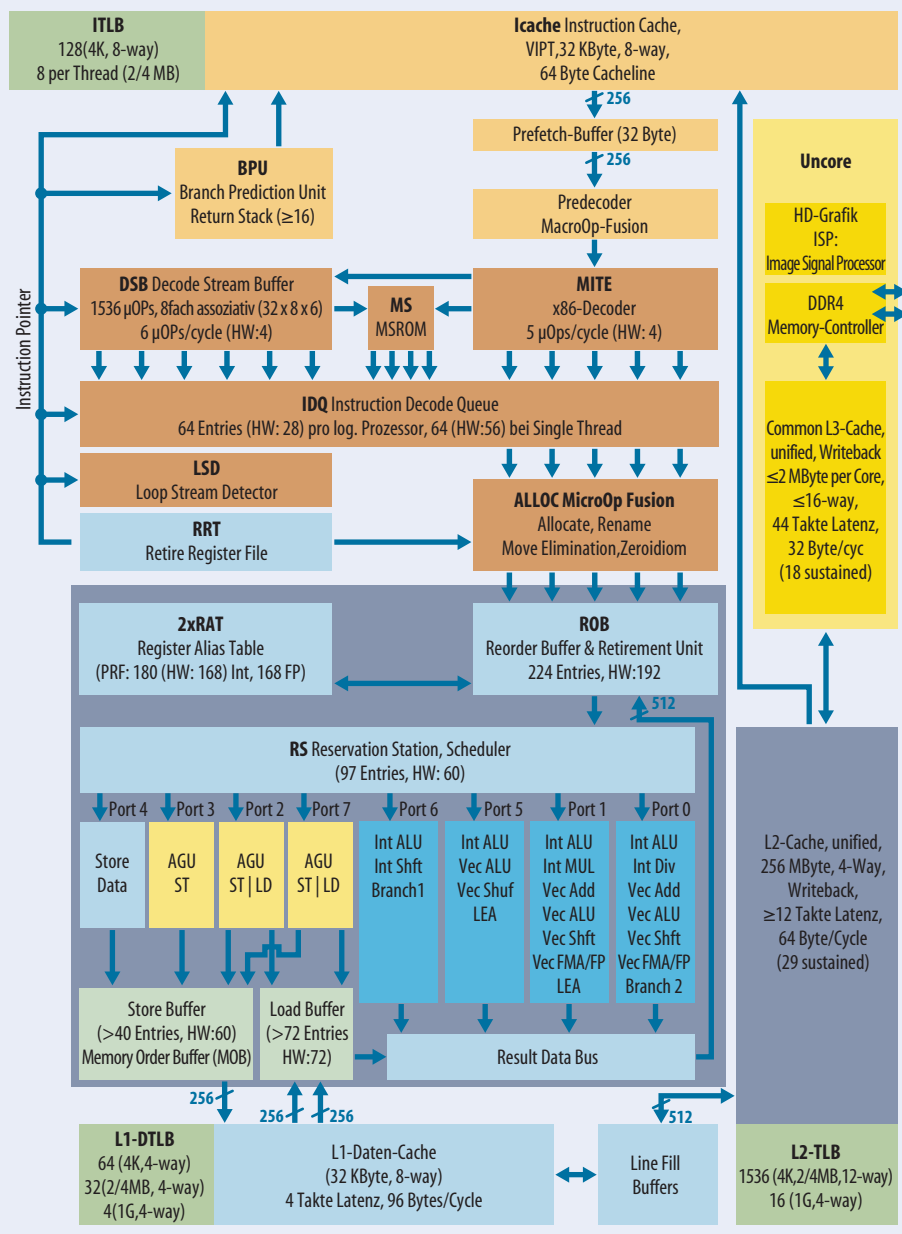 ITLB
128(4K, 8-way)
8 per Thread (2/4 MB)
Icache Instruction Cache,
VIPT,32 KByte, 8-way,
64 Byte Cacheline
256
Prefetch-Buffer (32 Byte)
256
BPU
Branch Prediction Unit
Return Stack (≥16)
Predecoder
MacroOp-Fusion
Uncore
HD-Grafik
ISP:
Image Signal Processor
DDR4
Memory-Controller
Common L3-Cache,
unified, Writeback
≤2 MByte per Core,
≤16-way,
44 Takte Latenz,
32 Byte/cyc
(18 sustained)
Instruction Pointer
DSB Decode Stream Buffer
1536 µOPs, 8fach assoziativ (32 x 8 x 6)
6 µOPs/cycle (HW:4)
MS
MSROM
MITE
x86-Decoder
5 µOps/cycle (HW: 4)
IDQ Instruction Decode Queue
64 Entries (HW: 28) pro log. Prozessor, 64 (HW:56) bei Single Thread
LSD
Loop Stream Detector
RRT
Retire Register File
ALLOC MicroOp Fusion
Allocate, Rename
Move Elimination,Zeroidiom
2xRAT
Register Alias Table
(PRF: 180 (HW: 168) Int, 168 FP)
ROB
Reorder Buffer & Retirement Unit
224 Entries, HW:192
512
RS Reservation Station, Scheduler
(97 Entries, HW: 60)
Port 4
Port 3
Port 2
Port 7
Port 6
Port 5
Port 1
Port 0
Store
Data
AGU
ST
AGU
ST | LD
AGU
ST | LD
Int ALU
Int Shft
Branch1
Int ALU
Vec ALU
Vec Shuf
LEA
Int ALU
Int MUL
Vec Add
Vec ALU
Vec Shft
Vec FMA/FP
LEA
Int ALU
Int Div
Vec Add
Vec ALU
Vec Shft
Vec FMA/FP
Branch 2
L2-Cache, unified,
256 MByte, 4-Way,
Writeback,
≥12 Takte Latenz,
64 Byte/Cycle
(29 sustained)
Store Buffer
(>40 Entries, HW:60)
Memory Order Buffer (MOB)
Load Buffer
(>72 Entries
HW:72)
Result Data Bus
256
256
256
512
L1-DTLB
64 (4K,4-way)
32(2/4MB, 4-way)
4(1G,4-way)
L1-Daten-Cache
(32 KByte, 8-way)
4 Takte Latenz, 96 Bytes/Cycle
Line Fill
Buffers
L2-TLB
1536 (4K,2/4MB,12-way)
16 (1G,4-way)